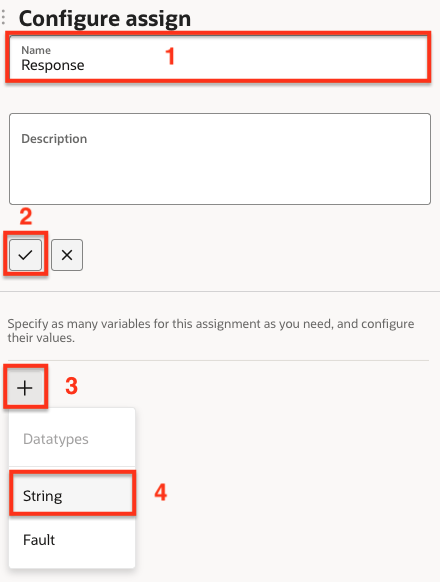 Configure assign
Name
Response
1
Description
2
Specify as many variables for this assignment as you need, and configure
their values.
3
Datatypes
String
4
Fault